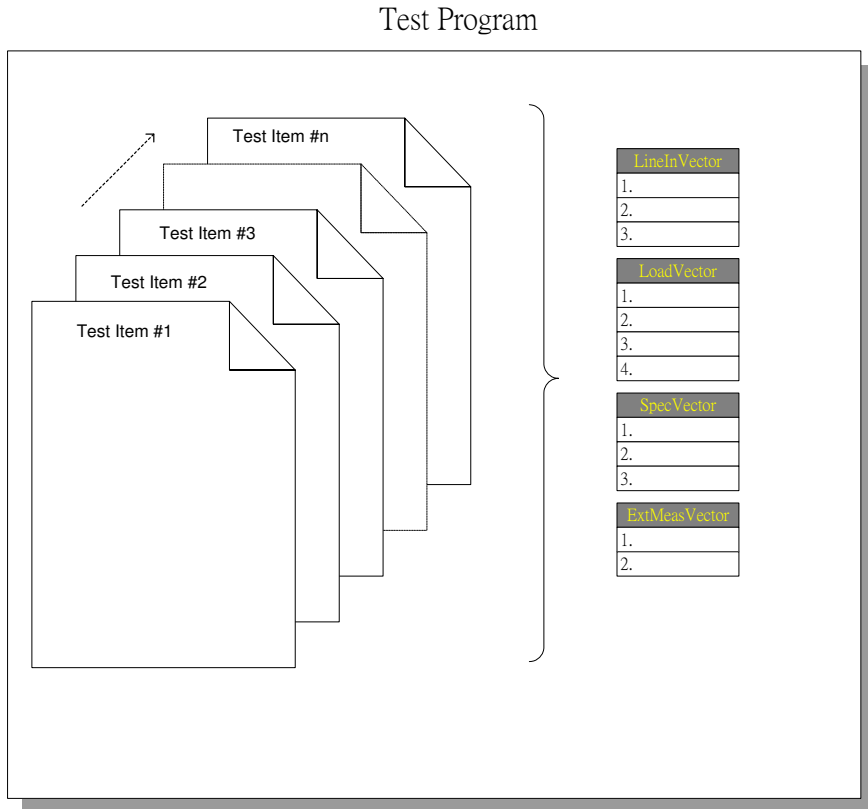 Test Program
Test Item #n
Test Item #3
Test Item #2
Test Item #1
LineInVector
1.
2.
3.
LoadVector
1.
2.
3.
4.
SpecVector
1.
2.
3.
ExtMeasVector
1.
2.